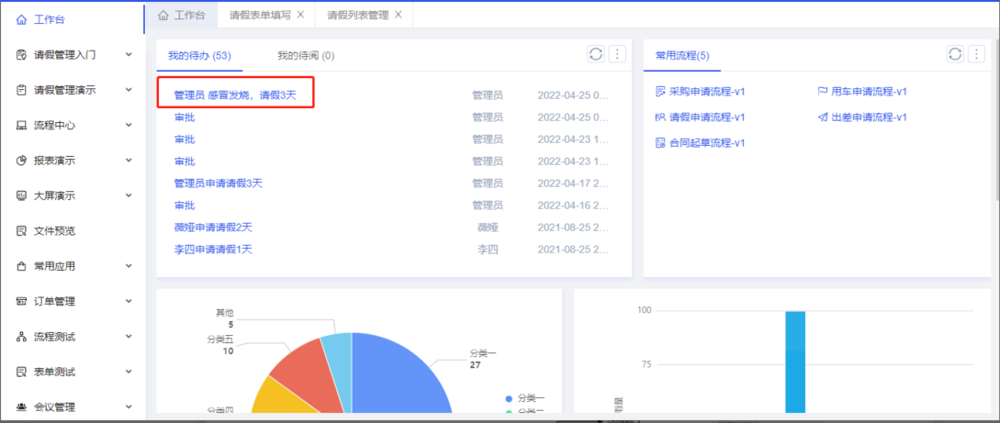 工作台
请假管理入门
请假管理演示
流程中心
报表演示
大屏演示
文件预览
常用应用
订单管理
流程测试
表单测试
会议管理
工作台 请假表单填写 X 请假列表管理 X
我的待办 (53) 我的待阅 (0)
管理员 感冒发烧，请假3天 管理员 2022-04-25 0...
审批 管理员 2022-04-25 0...
审批 管理员 2022-04-23 1...
审批 管理员 2022-04-23 1...
管理员申请请假3天 管理员 2022-04-17 2...
审批 管理员 2022-04-16 2...
薇娅申请请假2天 薇娅 2021-08-25 2...
李四申请请假1天 李四 2021-08-25 2...
常用流程(5)
采购申请流程-v1 用车申请流程-v1
请假申请流程-v1 出差申请流程-v1
合同起草流程-v1
其他
5
分类五
10
分类四
分类一
27
分类一
分类二
100
75